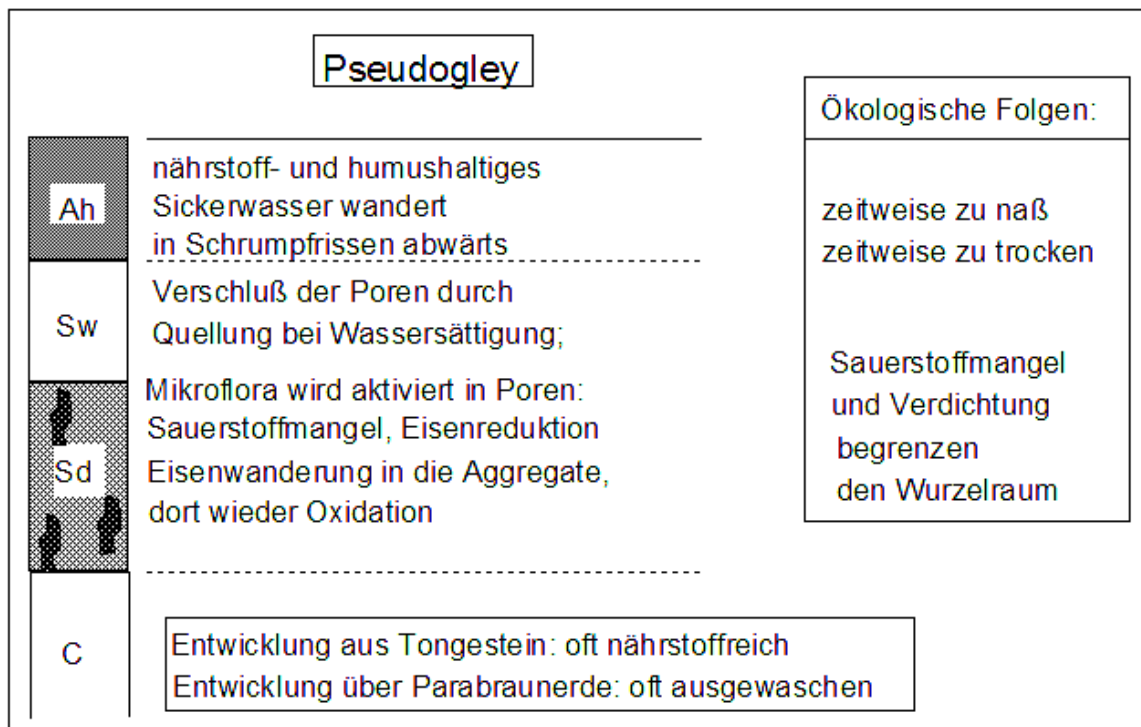 Pseudogley
Ah
nährstoff- und humushaltiges
Sickerwasser wandert
in Schrumpfrissen abwärts
Sw
Verschluß der Poren durch
Quellung bei Wassersättigung;
Sd
Mikroflora wird aktiviert in Poren:
Sauerstoffmangel, Eisenreduktion
Eisenwanderung in die Aggregate,
dort wieder Oxidation
C
Entwicklung aus Tongestein: oft nährstoffreich
Entwicklung über Parabraunerde: oft ausgewaschen
Ökologische Folgen:
zeitweise zu naß
zeitweise zu trocken
Sauerstoffmangel
und Verdichtung
begrenzen
den Wurzelraum